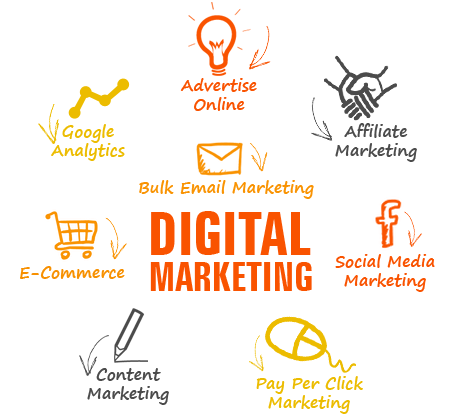 Advertise
Online
Google
Analytics
Affiliate
Marketing
Bulk Email Marketing
DIGITAL
MARKETING
E-Commerce
Social Media
Marketing
Content
Marketing
Pay Per Click
Marketing